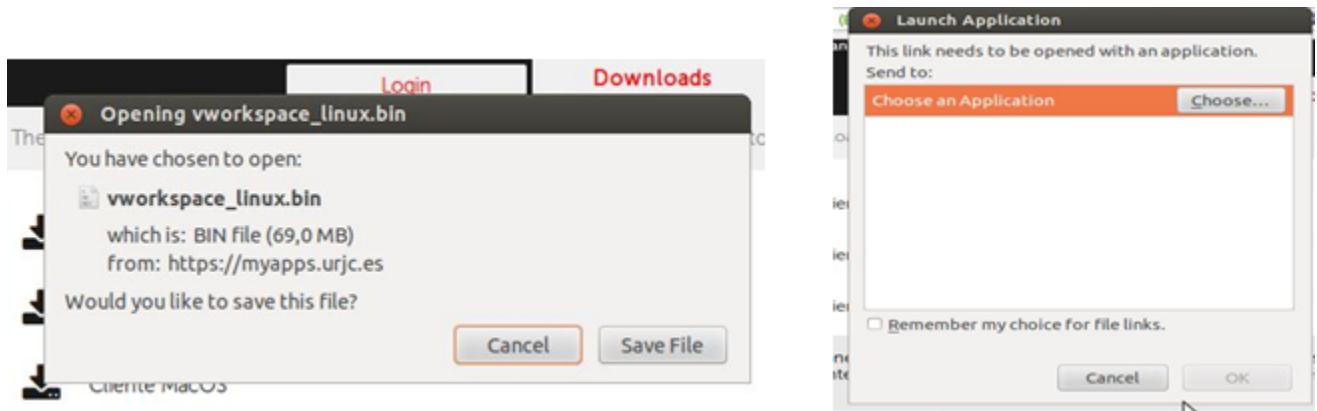 Login
Downloads
Opening vworkspace_linux.bin
The
to
You have chosen to open:
vworkspace_linux.bin
which is: BIN file (69,0 MB)
from: https://myapps.urjc.es
Would you like to save this file?
Cancel
Save File
Cliente MacOS
Launch Application
This link needs to be opened with an application.
Send to:
Choose an Application
Choose...
Remember my choice for file links.
Cancel
OK